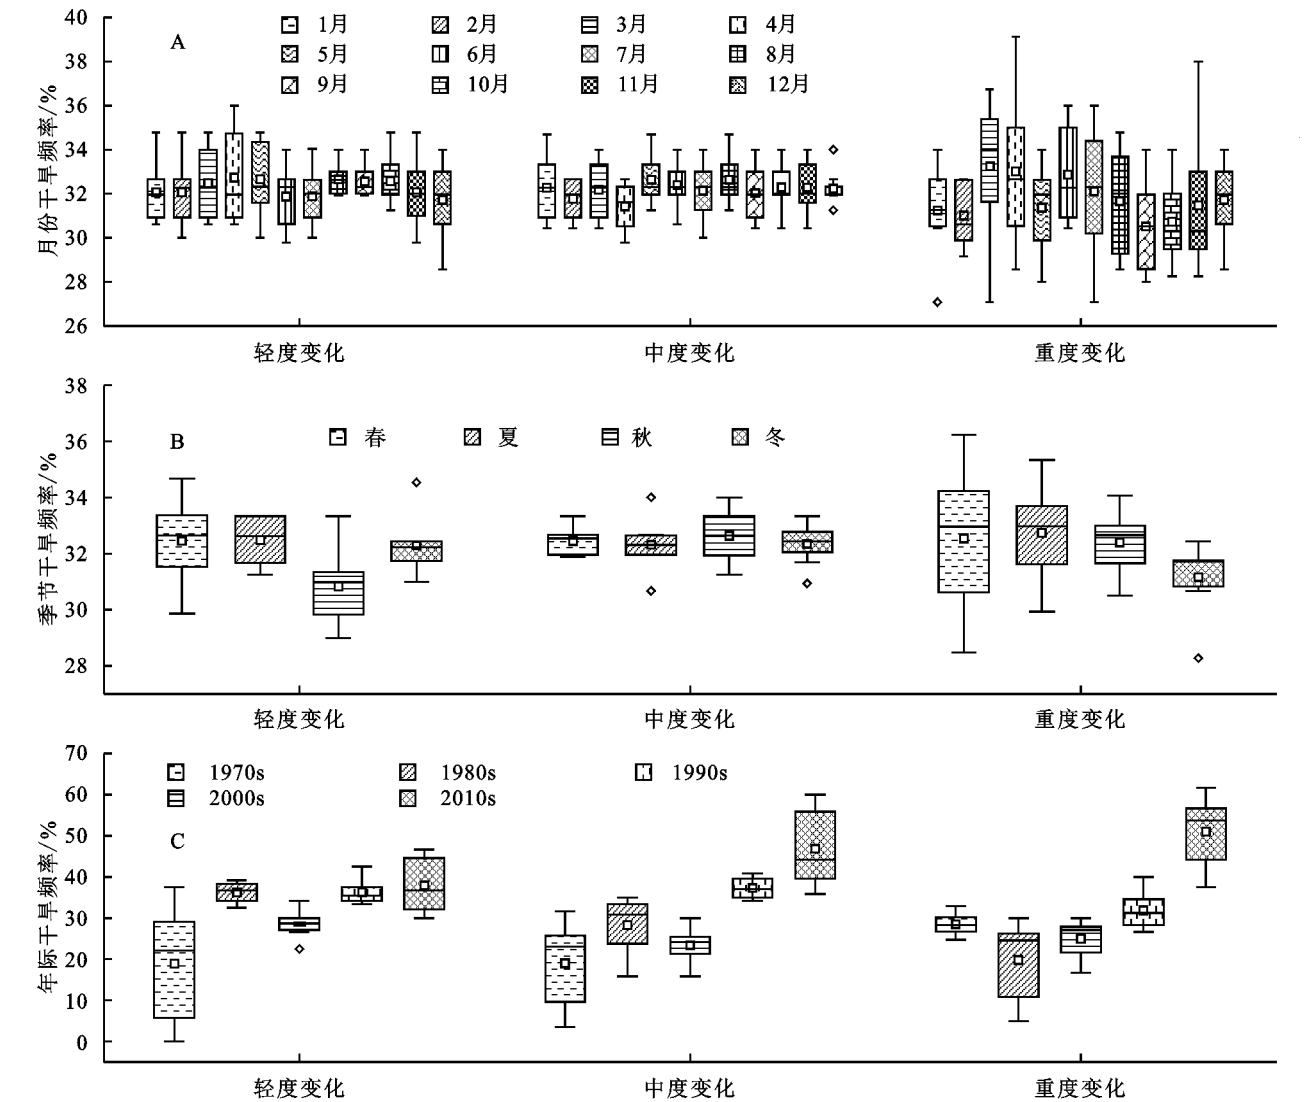 月份干旱频率/%
40
38
36
34
32
30
28
26
A
1月 2月 3月 4月
5月 6月 7月 8月
9月 10月 11月 12月
轻度变化 中度变化 重度变化
季节干旱频率/%
38
36
34
32
30
28
B
春 夏 秋 冬
轻度变化 中度变化 重度变化
年际干旱频率/%
70
60
50
40
30
20
10
0
1970s 1980s 1990s
2000s 2010s
C
轻度变化 中度变化 重度变化